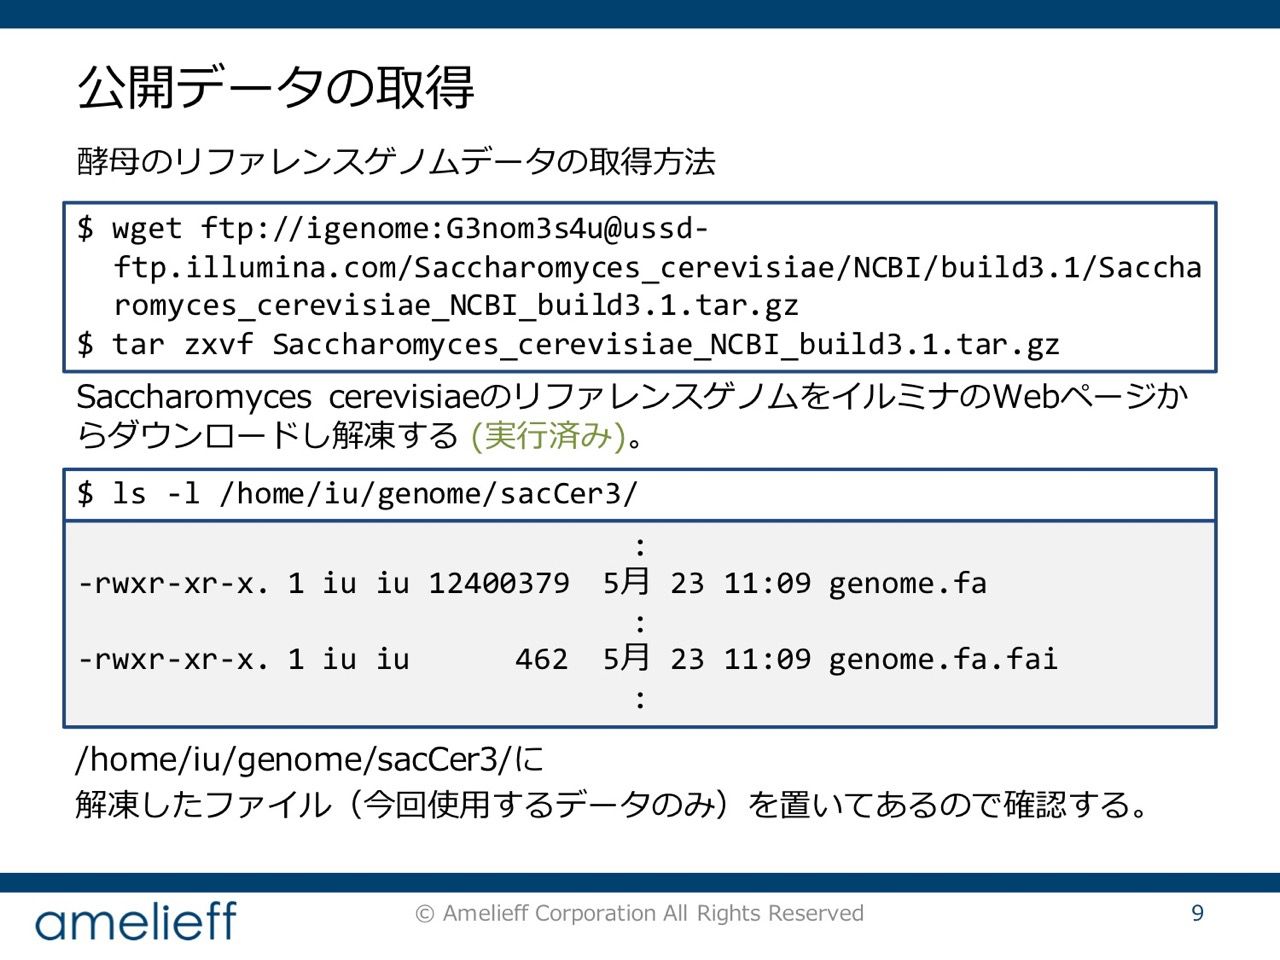 公開データの取得
酵母のリファレンスゲノムデータの取得方法
$ wget ftp://igenome:G3nom3s4u@ussd-
ftp.illumina.com/Saccharomyces_cerevisiae/NCBI/build3.1/Saccha
romyces_cerevisiae_NCBI_build3.1.tar.gz
$ tar zxvf Saccharomyces_cerevisiae_NCBI_build3.1.tar.gz
Saccharomyces cerevisiaeのリファレンスゲノムをイルミナのWebページか
らダウンロードし解凍する (実行済み)。
$ ls -l /home/iu/genome/sacCer3/
:
-rwxr-xr-x. 1 iu iu 12400379 5月 23 11:09 genome.fa
:
-rwxr-xr-x. 1 iu iu 462 5月 23 11:09 genome.fa.fai
:
/home/iu/genome/sacCer3/に
解凍したファイル（今回使用するデータのみ）を置いてあるので確認する。
amelieff
© Amelieff Corporation All Rights Reserved
9